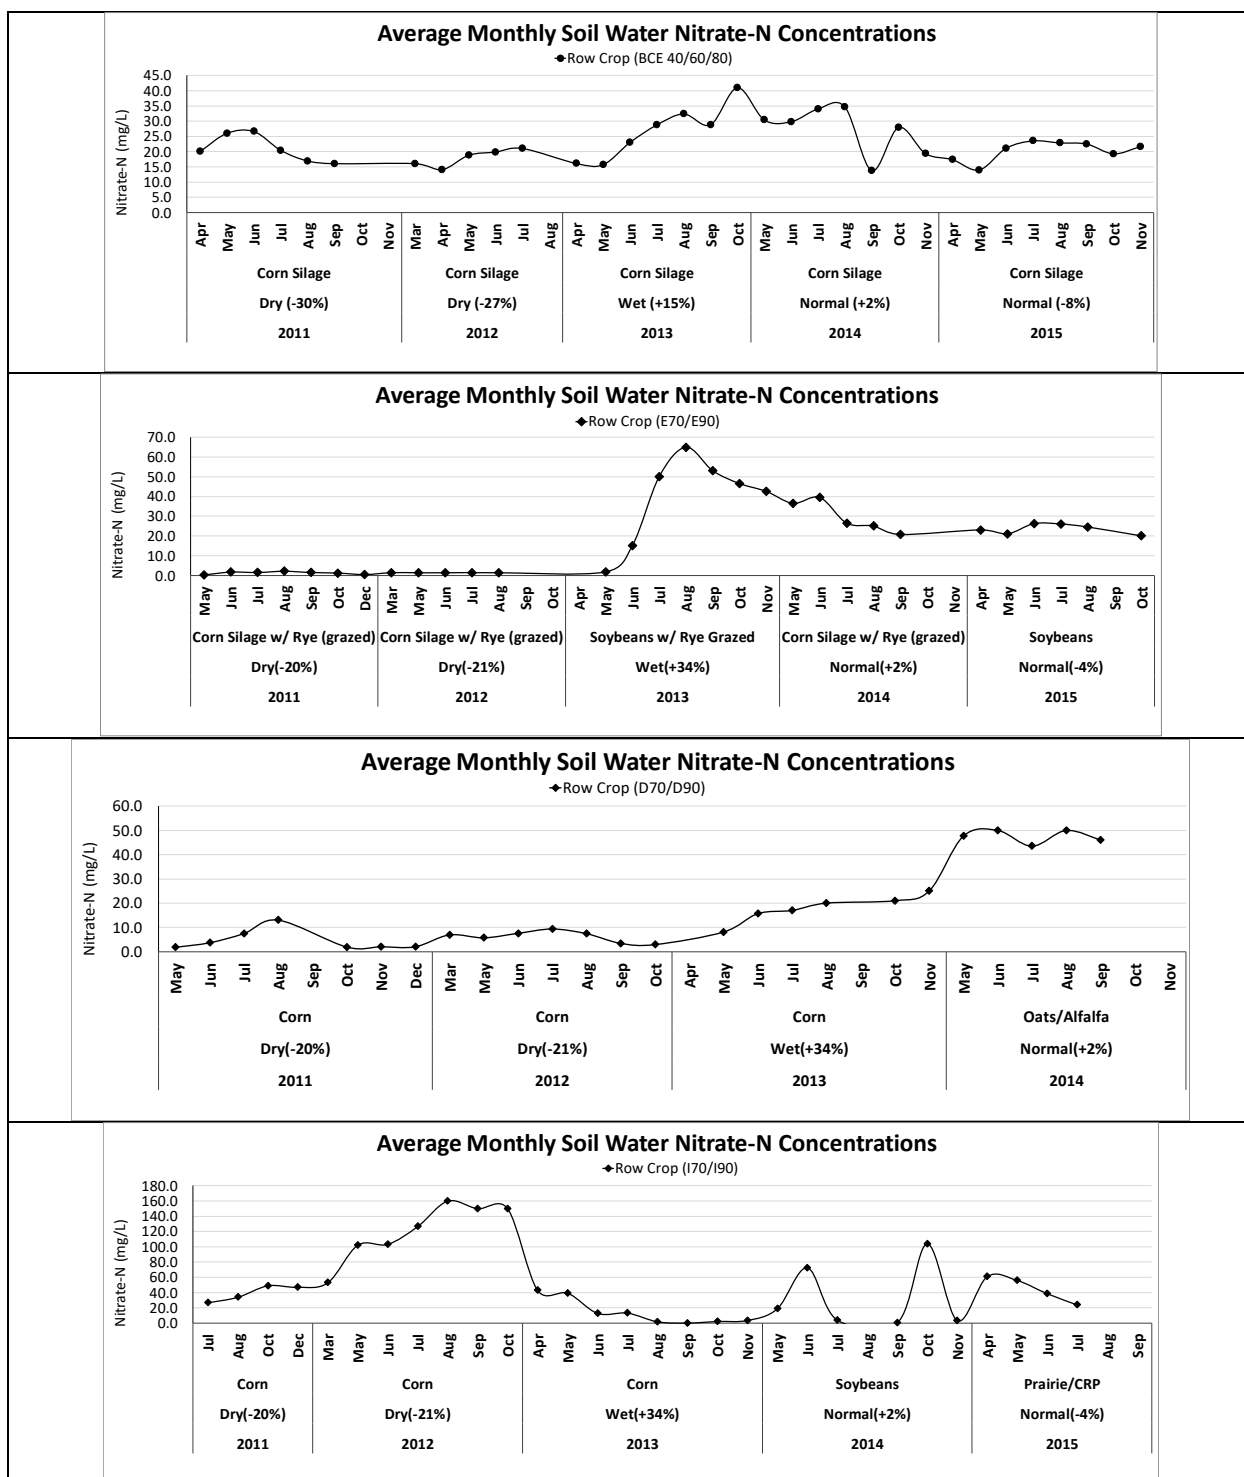 Average Monthly Soil Water Nitrate-N Concentrations
Row Crop (BCE 40/60/80)
Nitrate-N (mg/L)
45.0
40.0
35.0
30.0
25.0
20.0
15.0
10.0
5.0
0.0
Apr May Jun Jul Aug Sep Oct Nov Mar Apr May Jun Jul Aug Apr May Jun Jul Aug Sep Oct May Jun Jul Aug Sep Oct Nov Apr May Jun Jul Aug Sep Oct Nov
Corn Silage Corn Silage Corn Silage Corn Silage Corn Silage
Dry (-30%) Dry (-27%) Wet (+15%) Normal (+2%) Normal (-8%)
2011 2012 2013 2014 2015
Average Monthly Soil Water Nitrate-N Concentrations
Row Crop (E70/E90)
Nitrate-N (mg/L)
70.0
60.0
50.0
40.0
30.0
20.0
10.0
0.0
May Jun Jul Aug Sep Oct Dec Mar May Jun Jul Aug Sep Oct Apr May Jun Jul Aug Sep Oct Nov May Jun Jul Aug Sep Oct Nov Apr May Jun Jul Aug Sep Oct
Corn Silage w/ Rye (grazed) Corn Silage w/ Rye (grazed) Soybeans w/ Rye Grazed Corn Silage w/ Rye (grazed) Soybeans
Dry(-20%) Dry(-21%) Wet(+34%) Normal(+2%) Normal(-4%)
2011 2012 2013 2014 2015
Average Monthly Soil Water Nitrate-N Concentrations
Row Crop (D70/D90)
Nitrate-N (mg/L)
60.0
50.0
40.0
30.0
20.0
10.0
0.0
May Jun Jul Aug Sep Oct Nov Dec Mar May Jun Jul Aug Sep Oct Apr May Jun Jul Aug Sep Oct Nov May Jun Jul Aug Sep Oct Nov
Corn Corn Corn Oats/Alfalfa
Dry(-20%) Dry(-21%) Wet(+34%) Normal(+2%)
2011 2012 2013 2014
Average Monthly Soil Water Nitrate-N Concentrations
Row Crop (I70/I90)
Nitrate-N (mg/L)
180.0
160.0
140.0
120.0
100.0
80.0
60.0
40.0
20.0
0.0
Jul Aug Oct Dec Mar May Jun Jul Aug Sep Oct Apr May Jun Jul Aug Sep Oct Nov May Jun Jul Aug Sep Oct Nov Apr May Jun Jul Aug Sep
Corn Corn Corn Soybeans Prairie/CRP
Dry(-20%) Dry(-21%) Wet(+34%) Normal(+2%) Normal(-4%)
2011 2012 2013 2014 2015